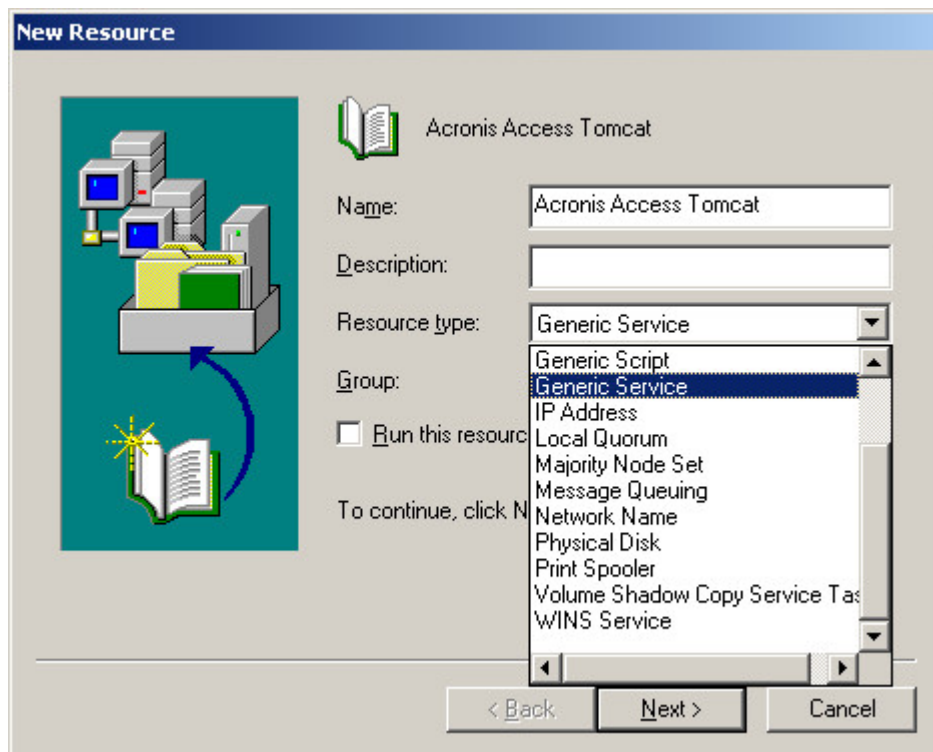 New Resource
Acronis Access Tomcat
Name:
Acronis Access Tomcat
Description:
Resource type:
Generic Service
Generic Script
Generic Service
IP Address
Local Quorum
Majority Node Set
Message Queuing
Network Name
Physical Disk
Print Spooler
Volume Shadow Copy Service Tas
WINS Service
Group:
Run this resourc
To continue, click N
< Back
Next >
Cancel